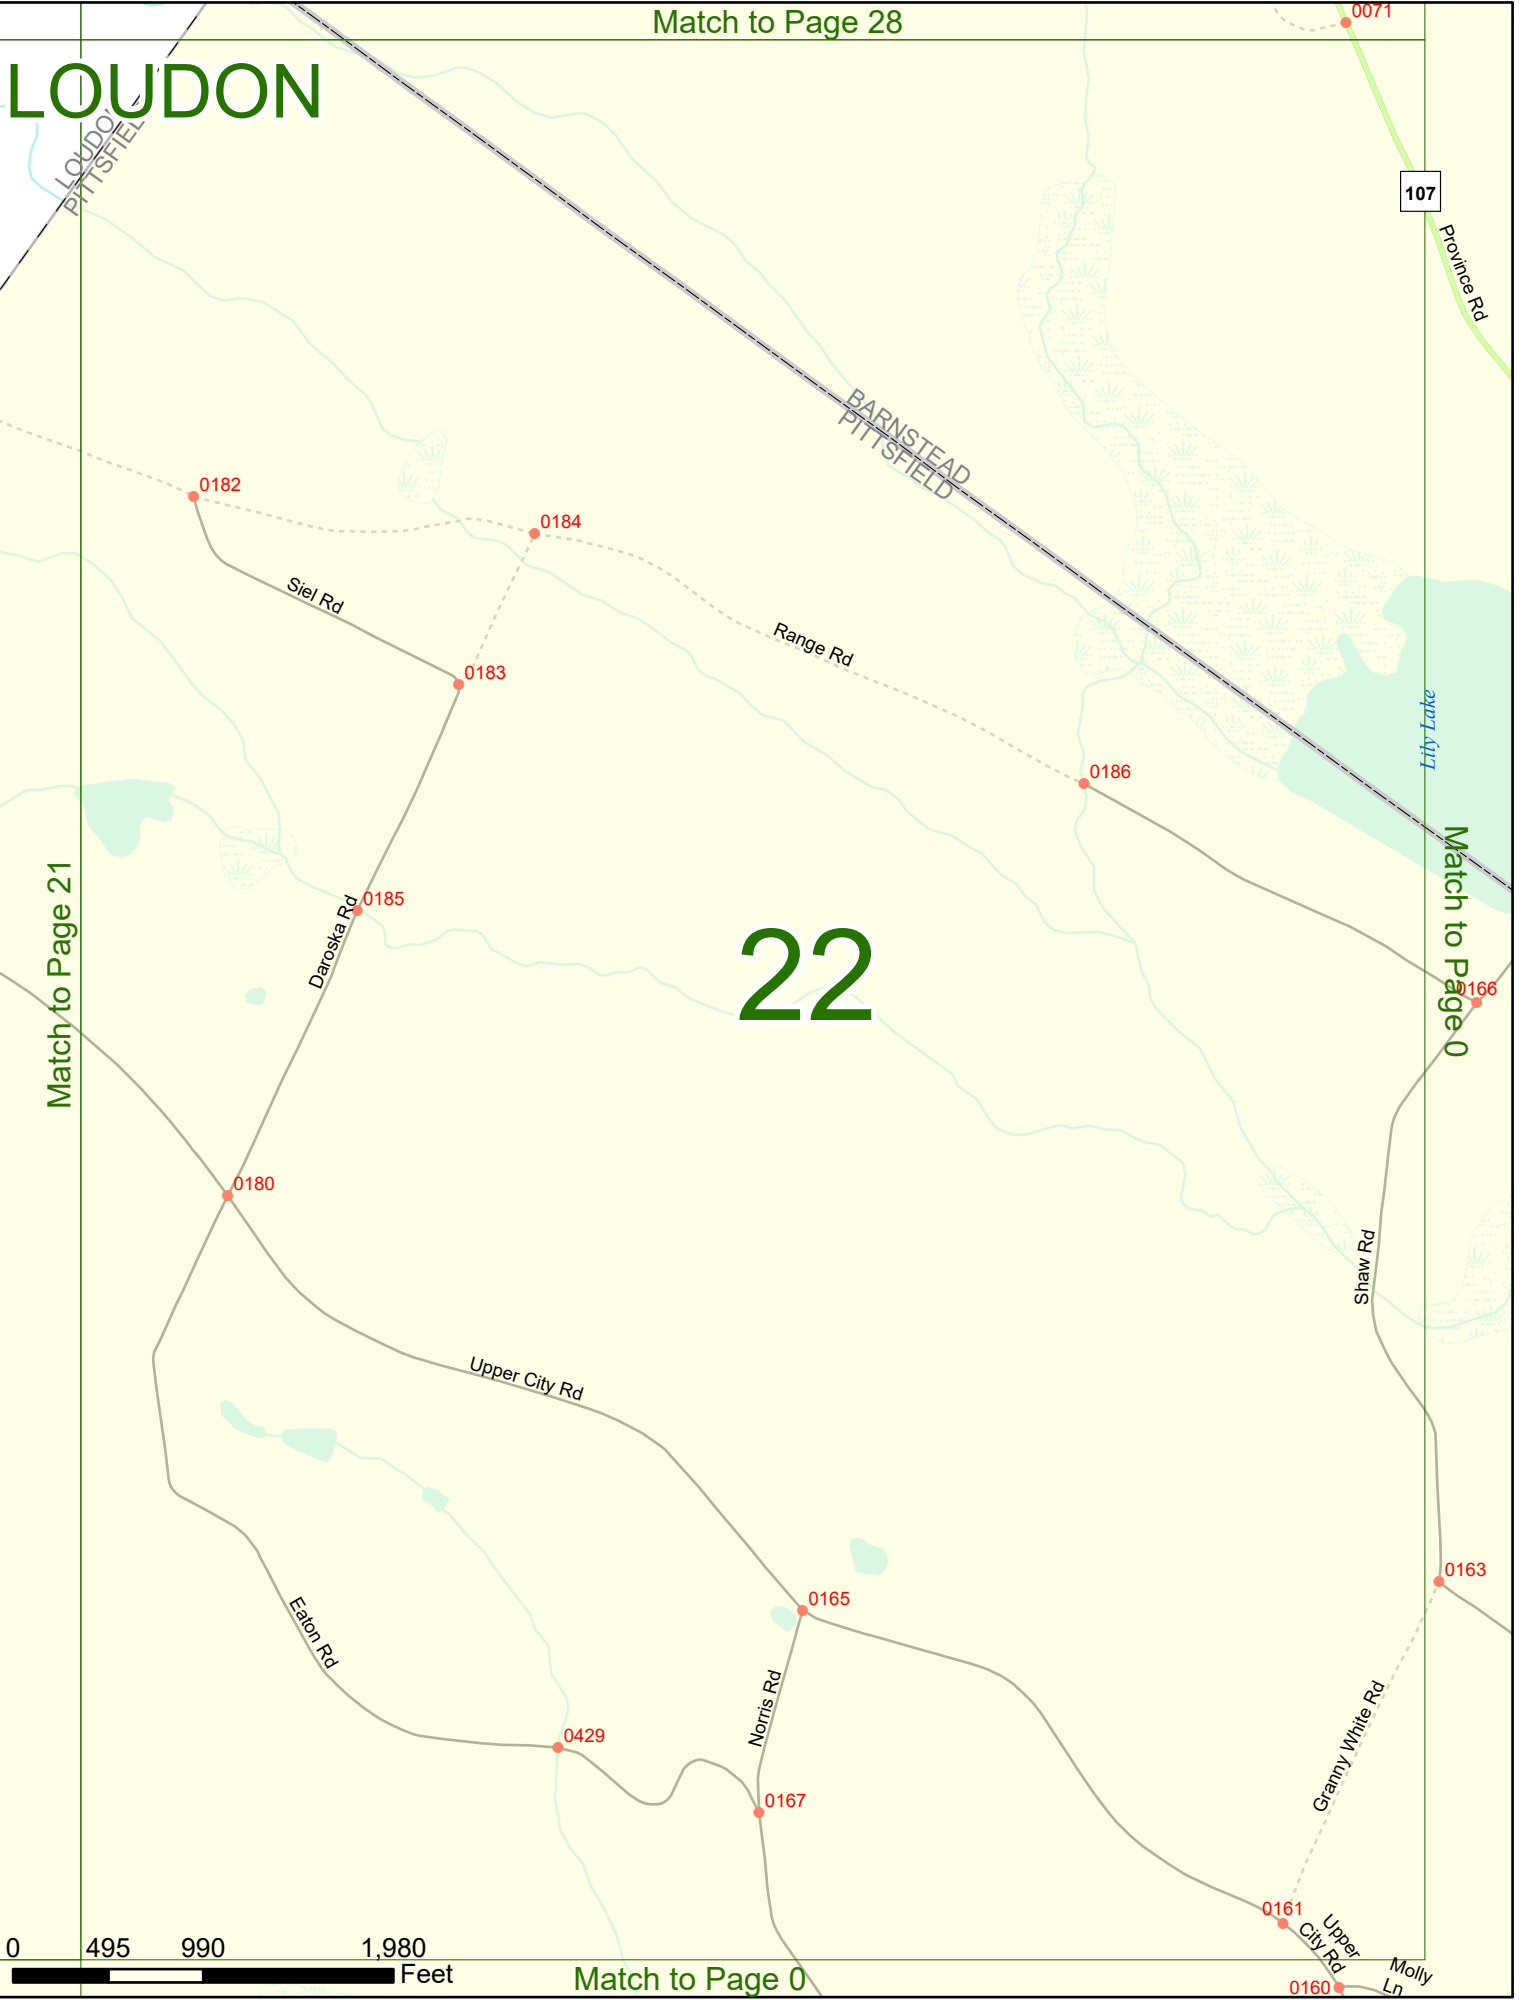 Match to Page 28
0071
LOUDON
LOUDON
PITTSFIELD
107
Province Rd
BARNSTEAD
PITTSFIELD
0182
0184
Siel Rd
Range Rd
0183
Lily Lake
0186
Match to Page 21
Match to Page 0
0185
Daroska Rd
22
0166
0180
Shaw Rd
Upper City Rd
0163
0165
Eaton Rd
Norris Rd
Granny White Rd
0429
0167
0161
Upper
City Rd
0 495 990 1,980
Feet
Match to Page 0
0160
Molly
Ln